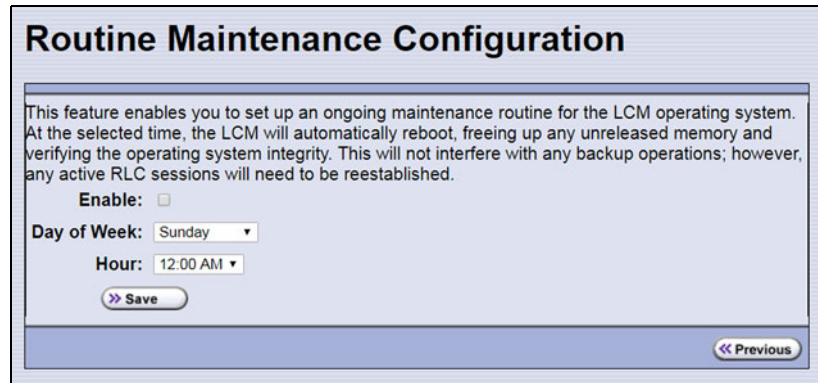 Routine Maintenance Configuration
This feature enables you to set up an ongoing maintenance routine for the LCM operating system.
At the selected time, the LCM will automatically reboot, freeing up any unreleased memory and
verifying the operating system integrity. This will not interfere with any backup operations; however,
any active RLC sessions will need to be reestablished.
Enable:
Day of Week: Sunday
Hour: 12:00 AM
Save
Previous